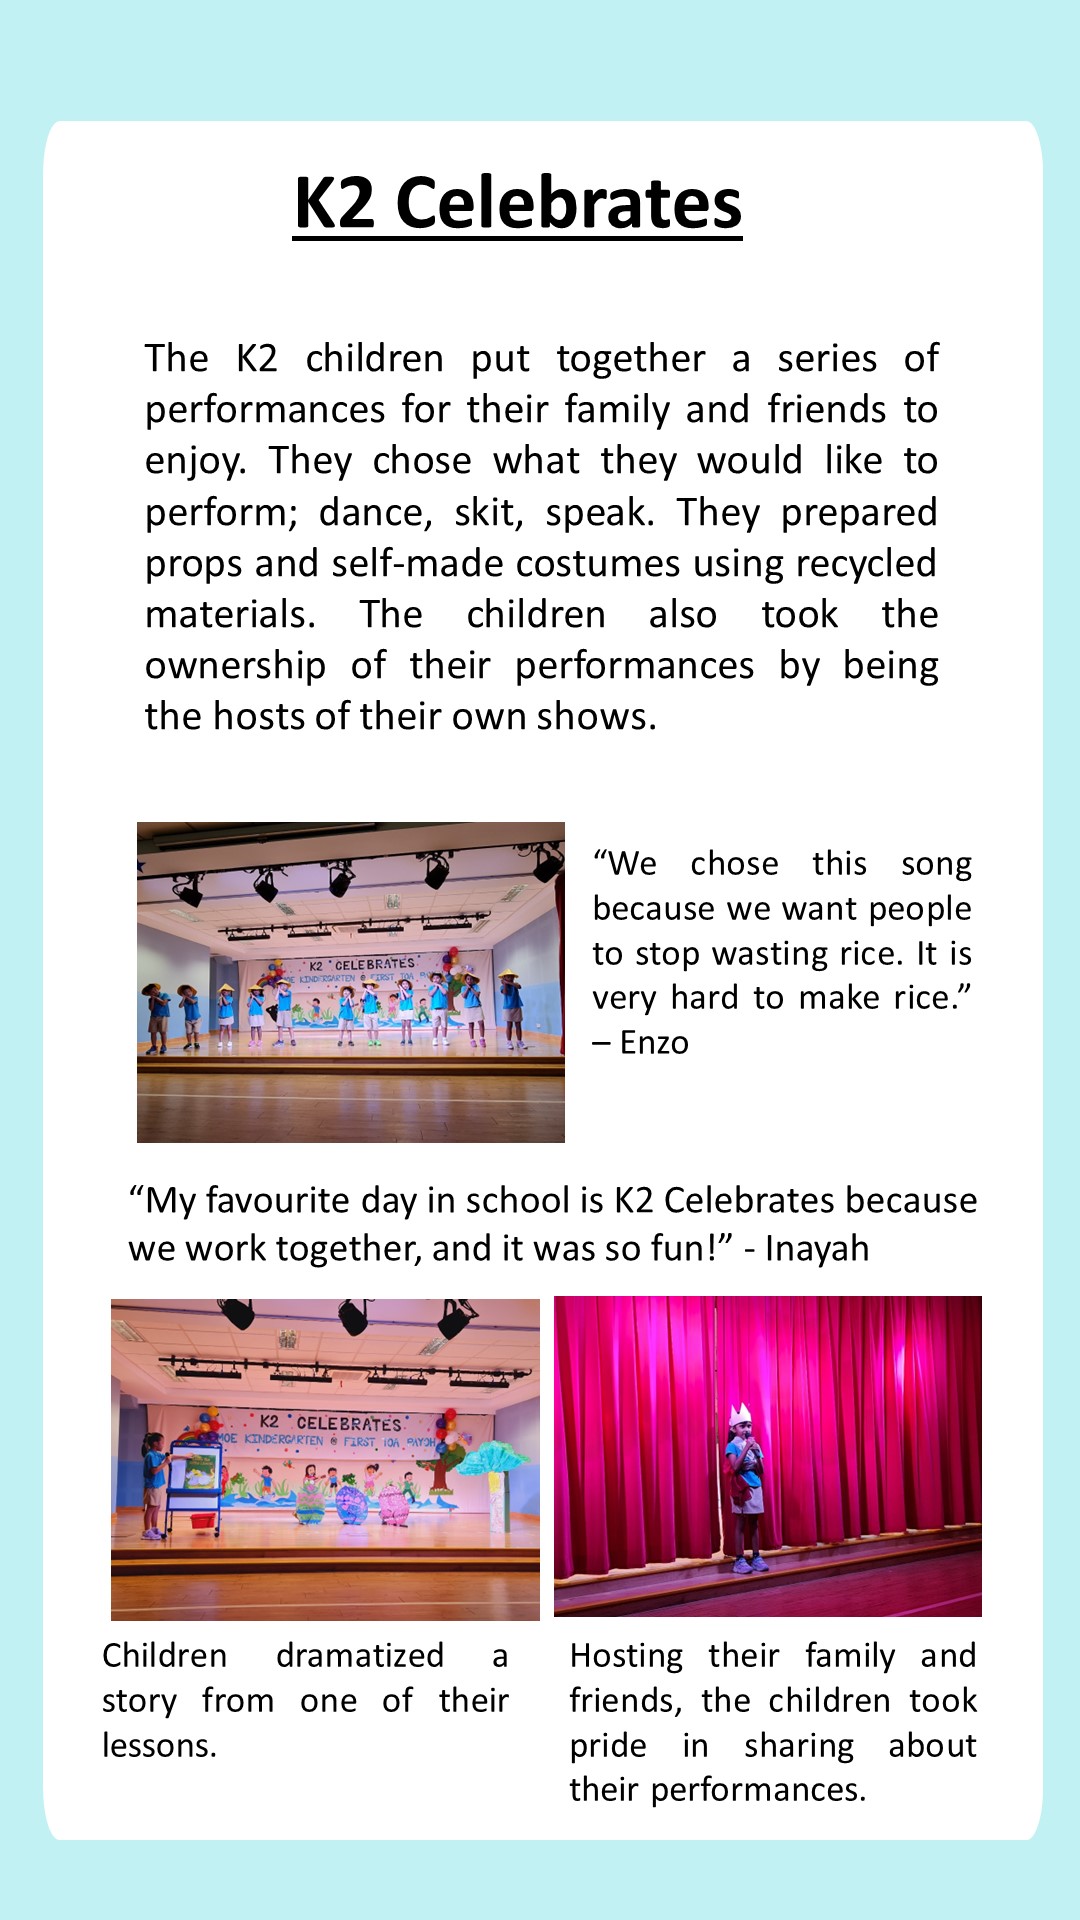 K2 Celebrates
The K2 children put together a series of
performances for their family and friends to
enjoy. They chose what they would like to
perform; dance, skit, speak. They prepared
props and self-made costumes using recycled
materials. The children also took the
ownership of their performances by being
the hosts of their own shows.
K2 CELEBRATES
MOE KINDERGARTEN @ FIRST TOA PAY
“We chose this song
because we want people
to stop wasting rice. It is
very hard to make rice.”
– Enzo
“My favourite day in school is K2 Celebrates because
we work together, and it was so fun!” - Inayah
K2 CELEBRATES
MOE KINDERGARTEN @ FIRST TOA PAYOH
Children dramatized a
story from one of their
lessons.
Hosting their family and
friends, the children took
pride in sharing about
their performances.